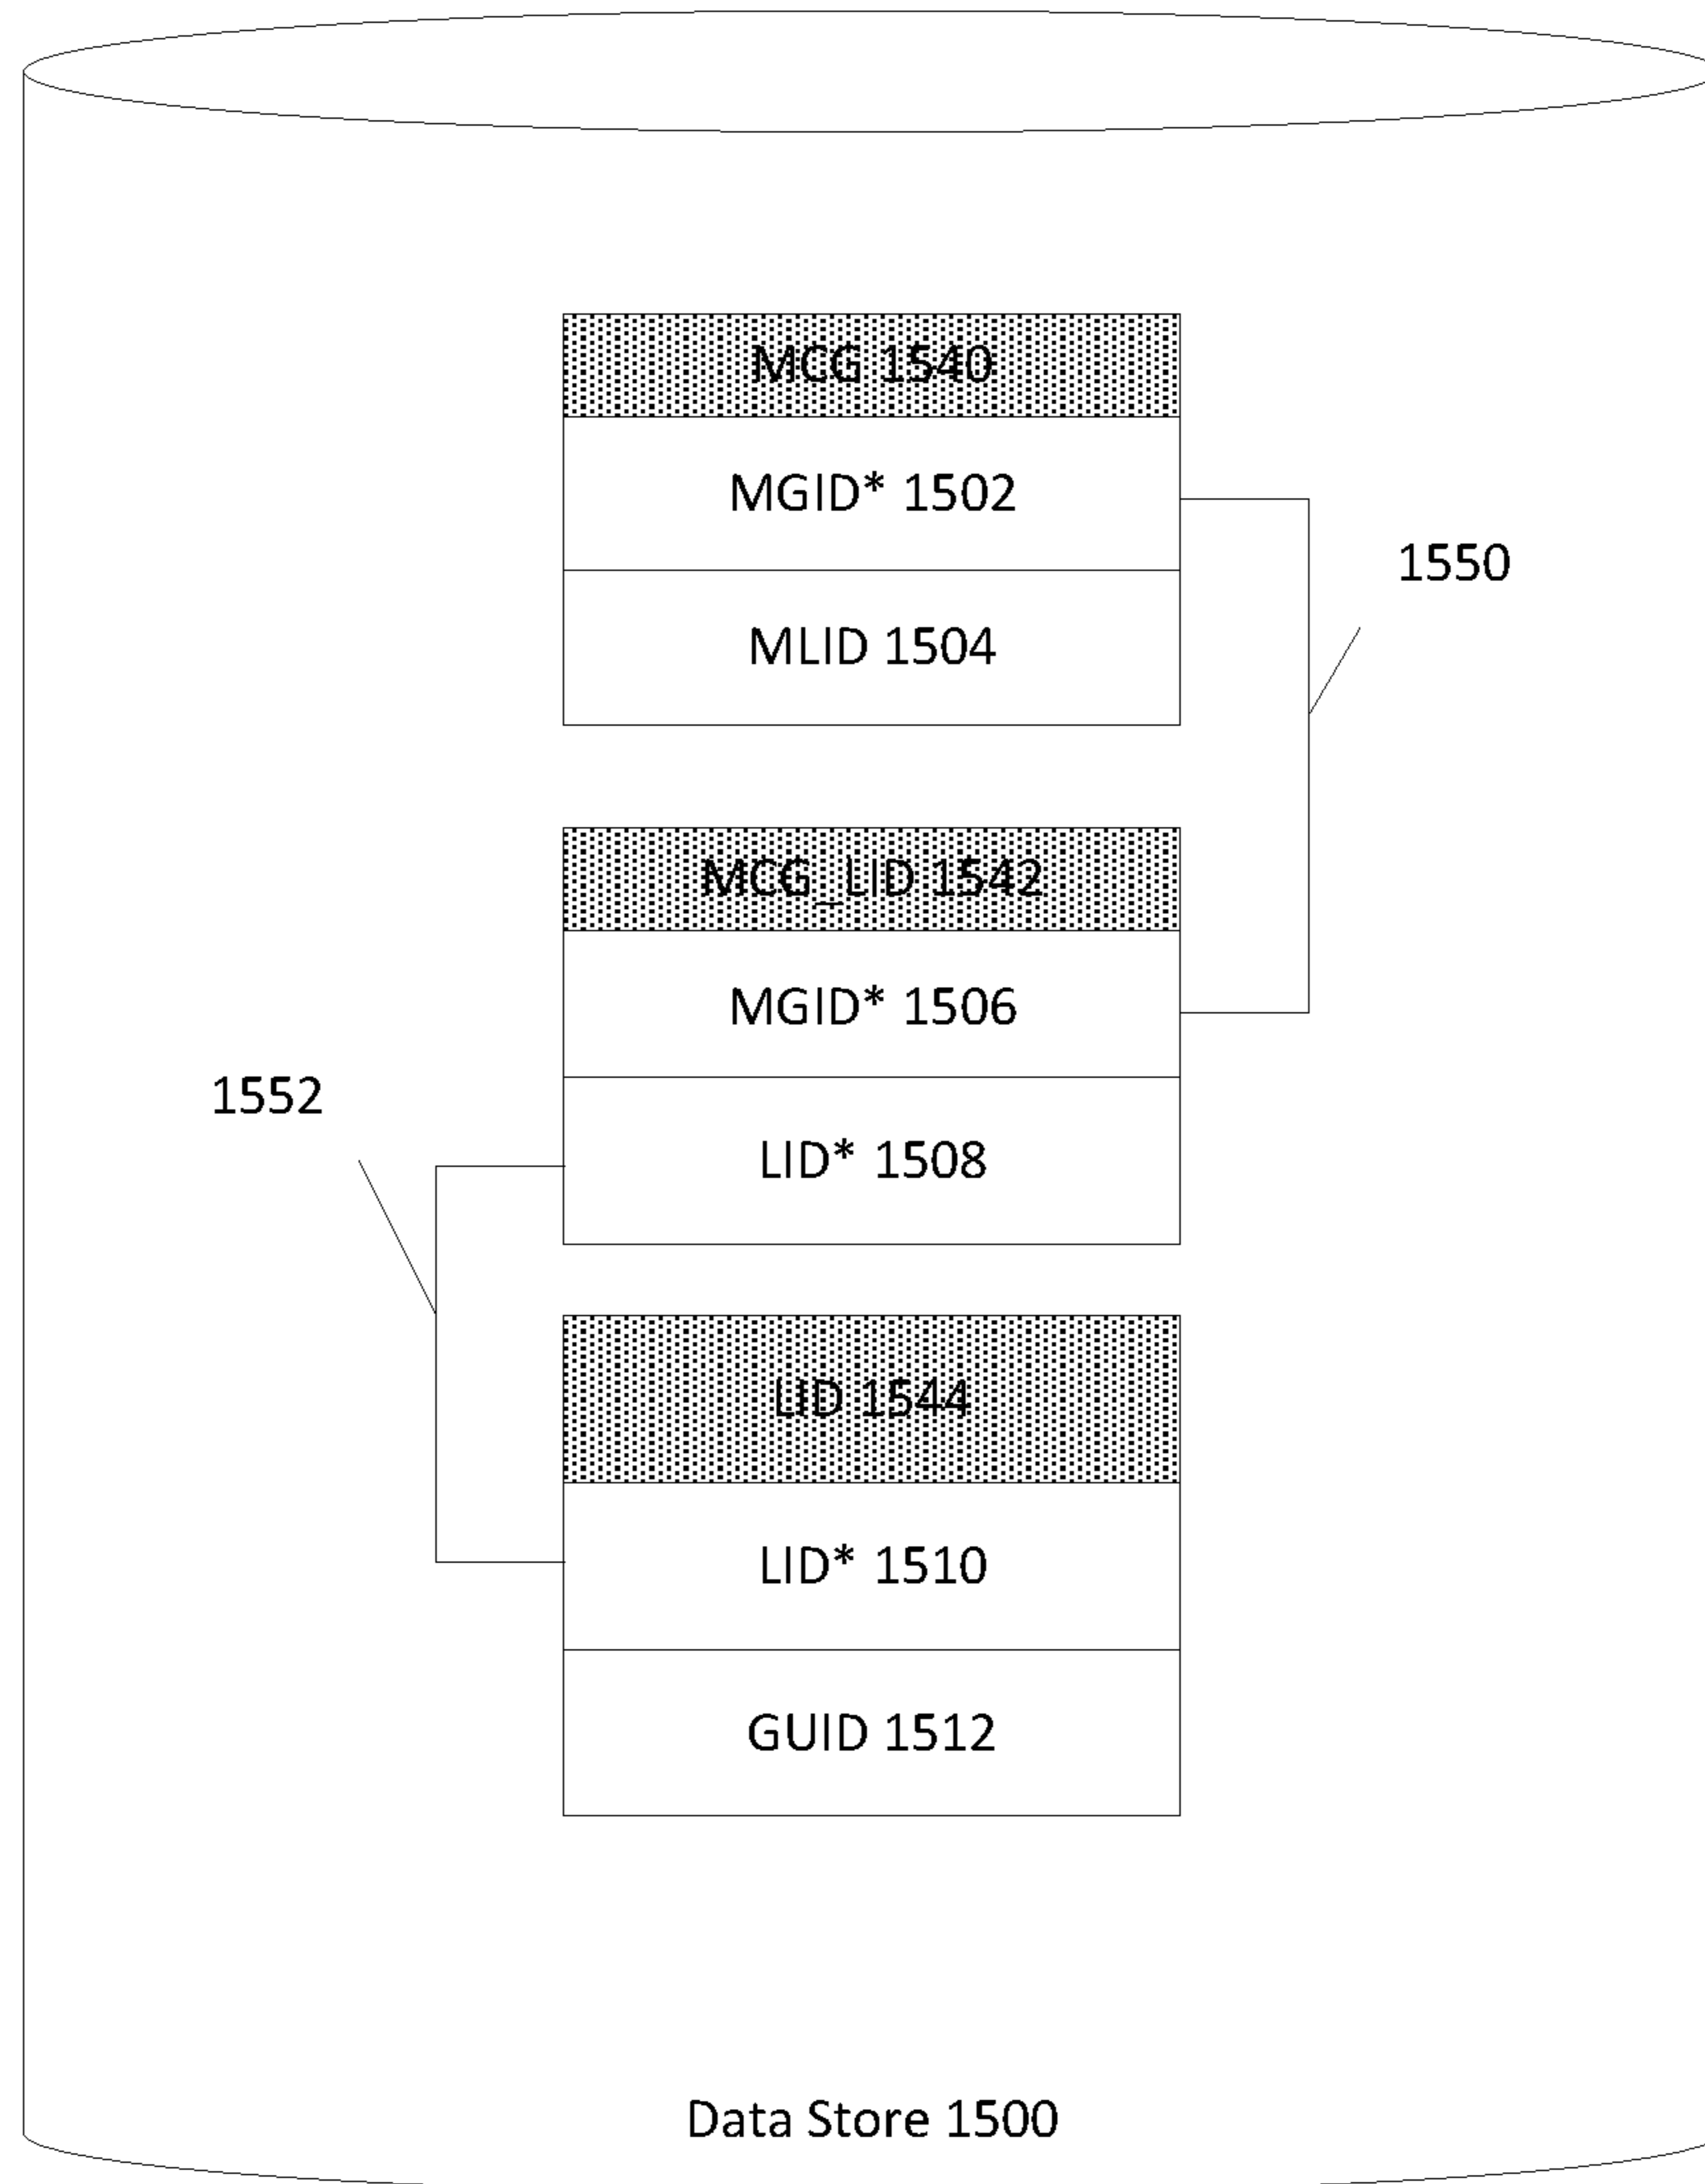 MCG 1540
MGID* 1502
1550
MLID 1504
MCG_LID 1542
MGID* 1506
1552
LID* 1508
LID 1544
LID* 1510
GUID 1512
Data Store 1500